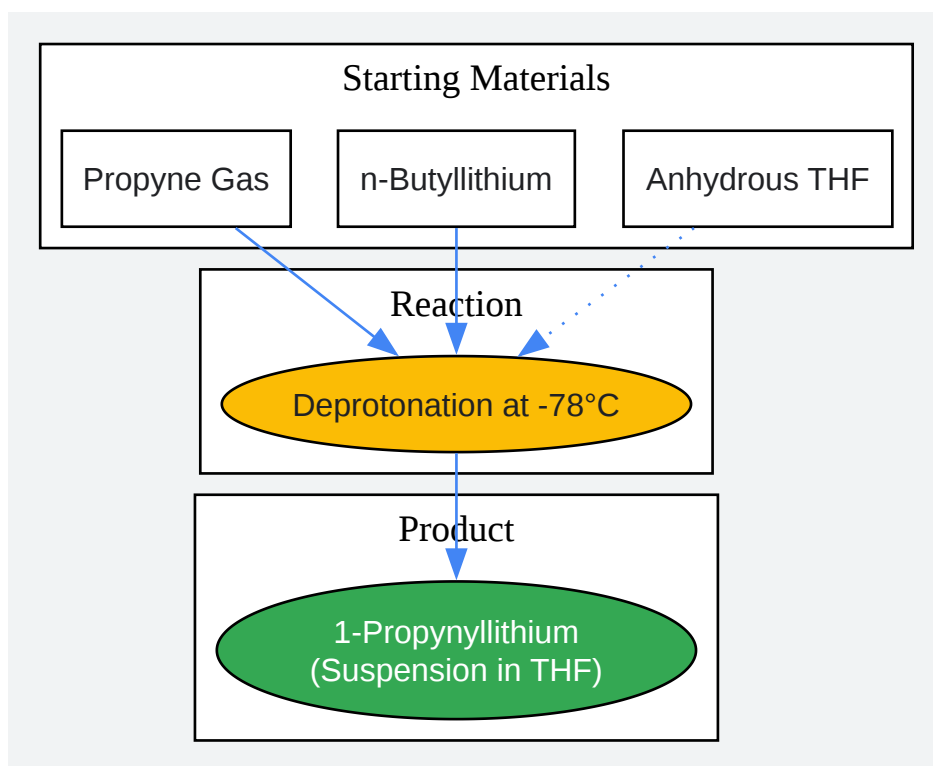 Starting Materials
Propyne Gas
n-Butyllithium
Anhydrous THF
Reaction
Deprotonation at -78°C
Product
1-Propynyllithium
(Suspension in THF)